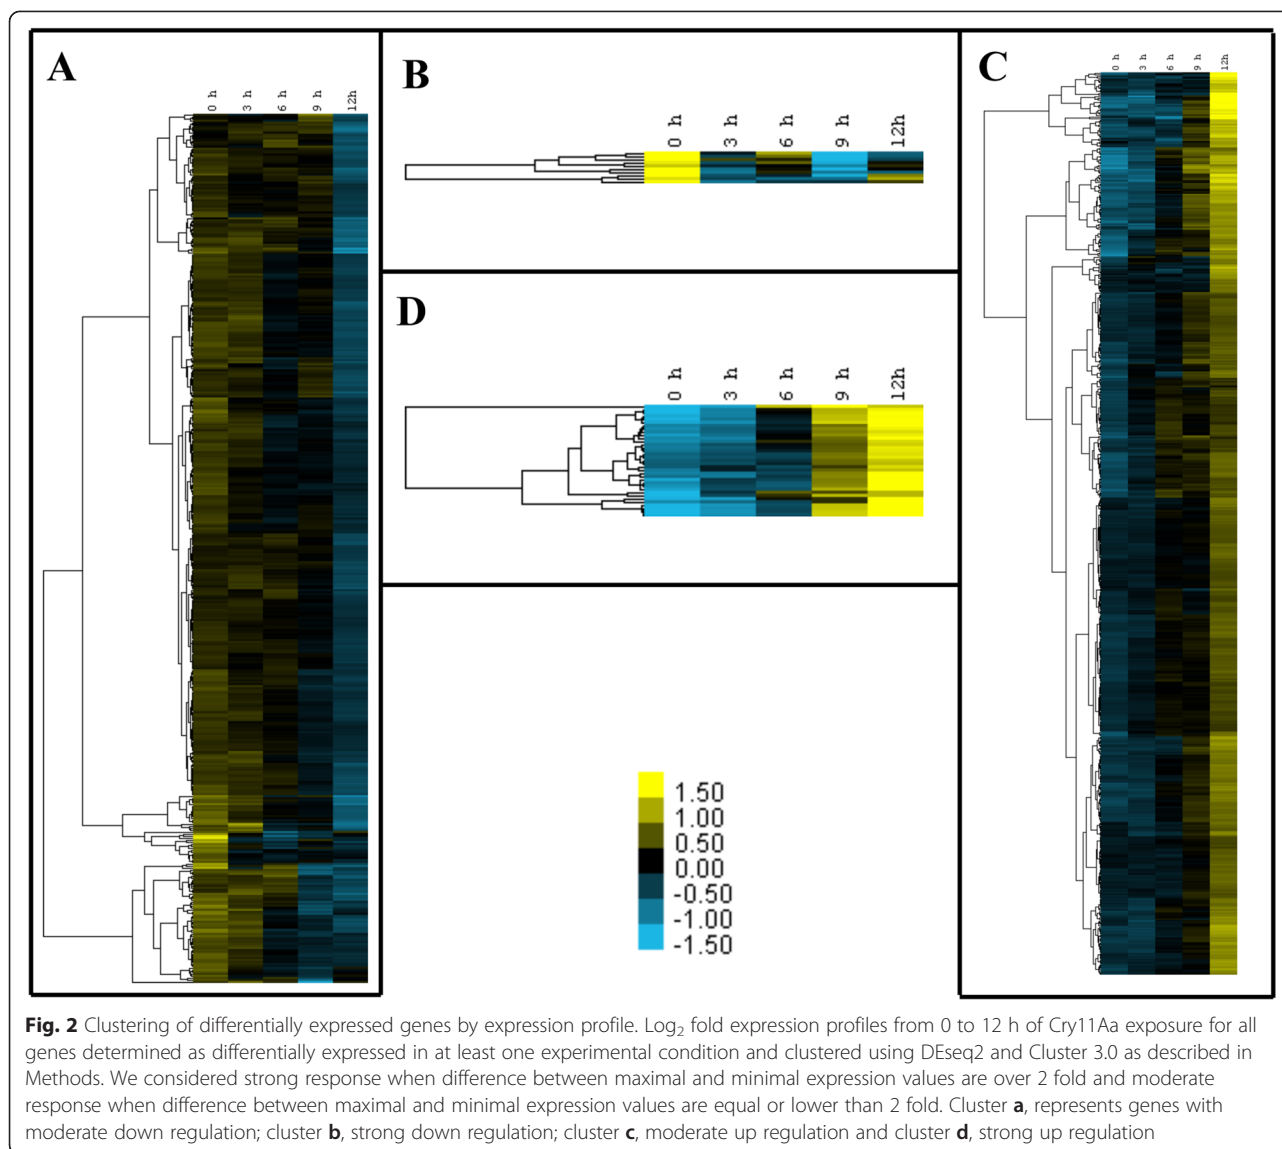 A
0 h 3 h 6 h 9 h 12h
B
0 h 3 h 6 h 9 h 12h
C
0 h 3 h 6 h 9 h 12h
D
0 h 3 h 6 h 9 h 12h
1.50
1.00
0.50
0.00
-0.50
-1.00
-1.50
Fig. 2 Clustering of differentially expressed genes by expression profile. Log₂ fold expression profiles from 0 to 12 h of Cry11Aa exposure for all
genes determined as differentially expressed in at least one experimental condition and clustered using DEseq2 and Cluster 3.0 as described in
Methods. We considered strong response when difference between maximal and minimal expression values are over 2 fold and moderate
response when difference between maximal and minimal expression values are equal or lower than 2 fold. Cluster a, represents genes with
moderate down regulation; cluster b, strong down regulation; cluster c, moderate up regulation and cluster d, strong up regulation